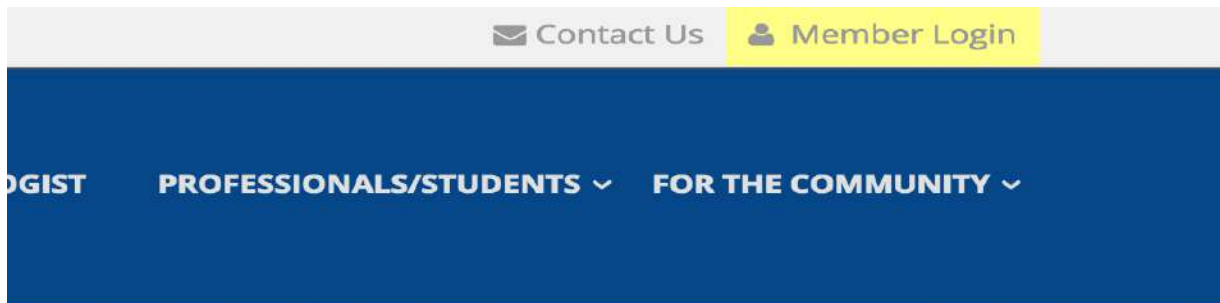 Contact Us Member Login
OGIST PROFESSIONALS/STUDENTS FOR THE COMMUNITY